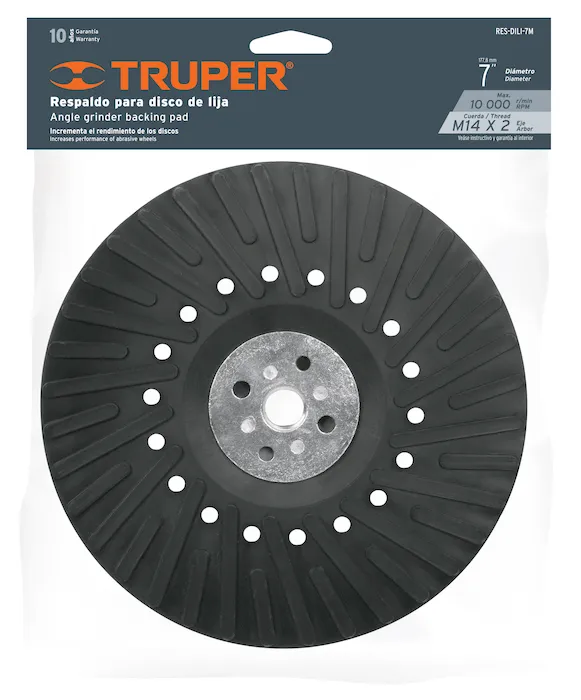 10 años Garantía Warranty
RES-DILI-7M
TRUPER®
Respaldo para disco de lija
Angle grinder backing pad
Incrementa el rendimiento de los discos
Increases performance of abrasive wheels
177,8 mm
7" Diámetro Diameter
Max.
10 000 r/min RPM
Cuerda / Thread
M14 X 2 Eje Arbor
Véase instructivo y garantía al interior